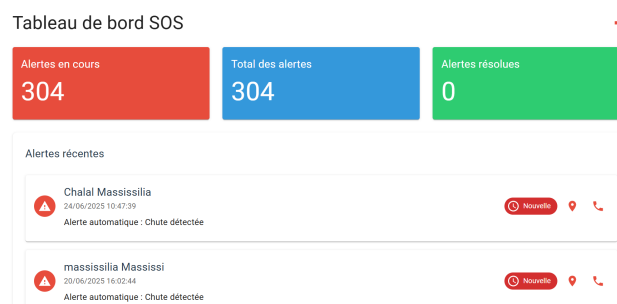 Tableau de bord SOS
Alertes en cours
304
Total des alertes
304
Alertes résolues
0
Alertes récentes
Chalal Massissilia
24/06/2025 10:47:39
Alerte automatique : Chute détectée
Nouvelle
massissilia Massissi
20/06/2025 16:02:44
Alerte automatique : Chute détectée
Nouvelle